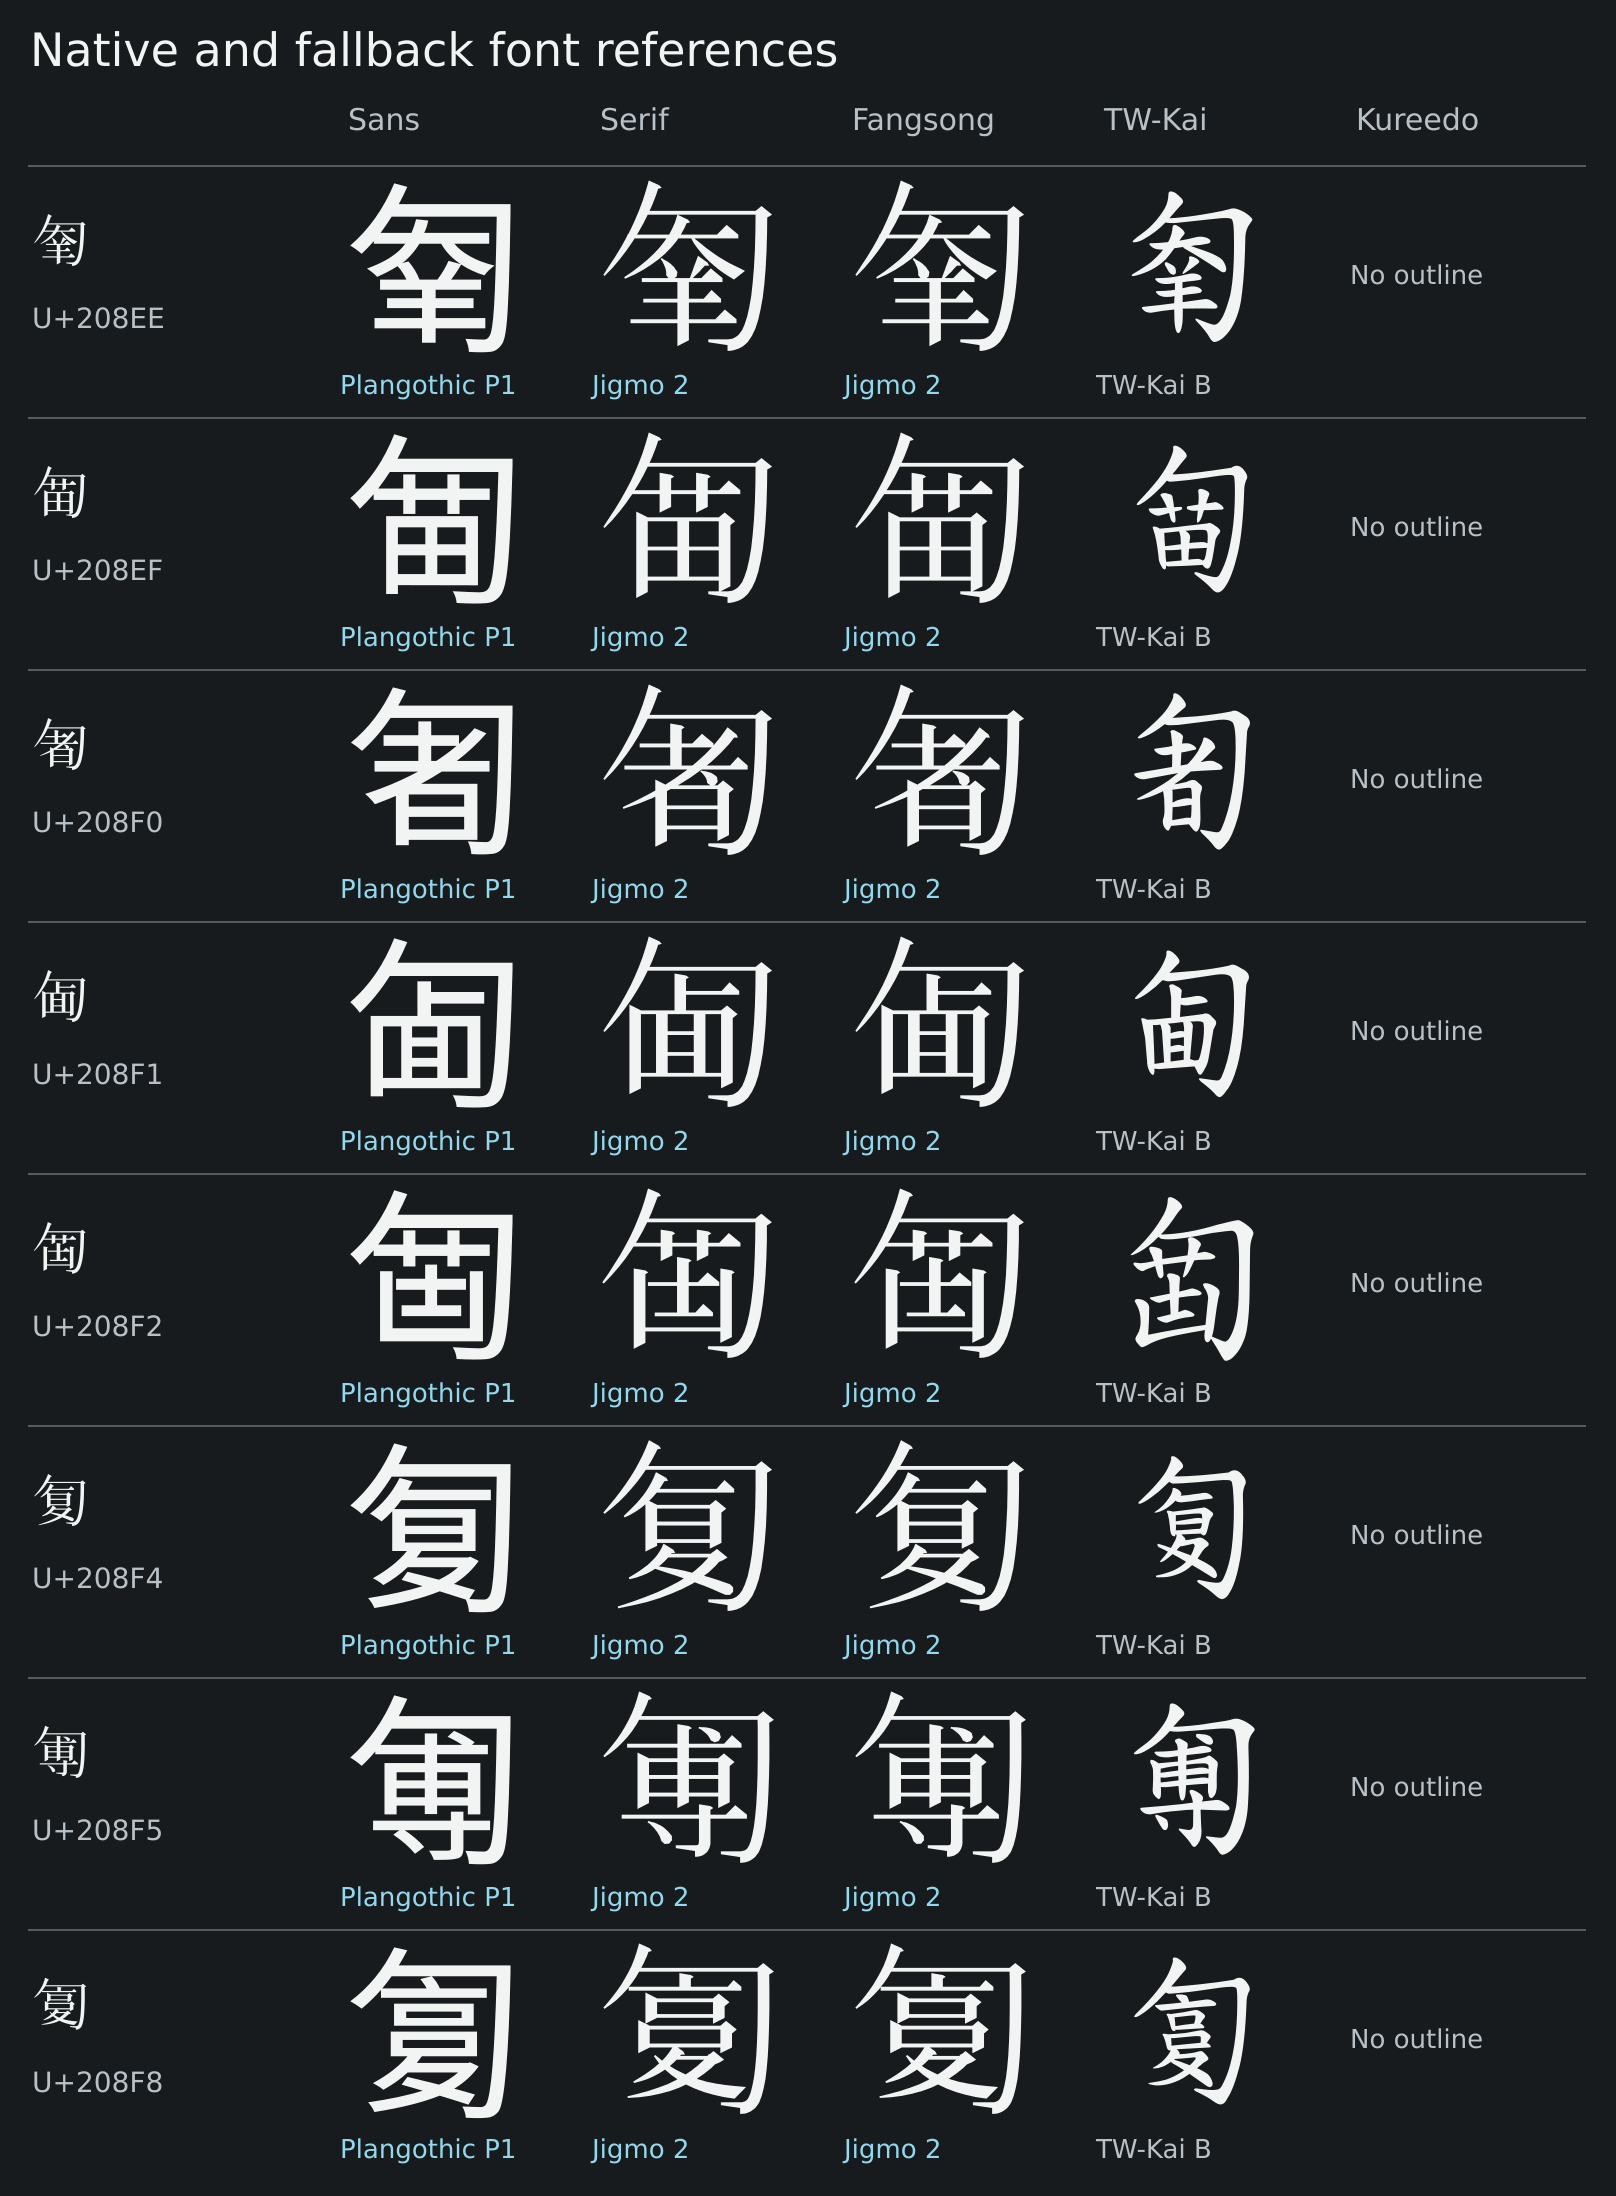 Native and fallback font references
Sans Serif Fangsong TW-Kai Kureedo
𠣮 𠣮 𠣮 𠣮 𠣮 No outline
U+208EE
Plangothic P1 Jigmo 2 Jigmo 2 TW-Kai B
𠣯 𠣯 𠣯 𠣯 𠣯 No outline
U+208EF
Plangothic P1 Jigmo 2 Jigmo 2 TW-Kai B
𠣰 𠣰 𠣰 𠣰 𠣰 No outline
U+208F0
Plangothic P1 Jigmo 2 Jigmo 2 TW-Kai B
𠣱 𠣱 𠣱 𠣱 𠣱 No outline
U+208F1
Plangothic P1 Jigmo 2 Jigmo 2 TW-Kai B
𠣲 𠣲 𠣲 𠣲 𠣲 No outline
U+208F2
Plangothic P1 Jigmo 2 Jigmo 2 TW-Kai B
𠣴 𠣴 𠣴 𠣴 𠣴 No outline
U+208F4
Plangothic P1 Jigmo 2 Jigmo 2 TW-Kai B
𠣵 𠣵 𠣵 𠣵 𠣵 No outline
U+208F5
Plangothic P1 Jigmo 2 Jigmo 2 TW-Kai B
𠣸 𠣸 𠣸 𠣸 𠣸 No outline
U+208F8
Plangothic P1 Jigmo 2 Jigmo 2 TW-Kai B